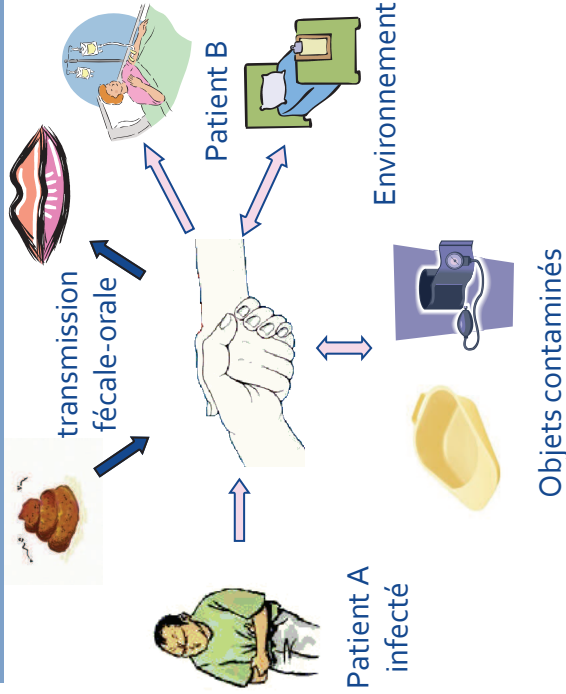 transmission
fécale-orale
Patient B
Environnement
Patient A
infecté
Objets contaminés